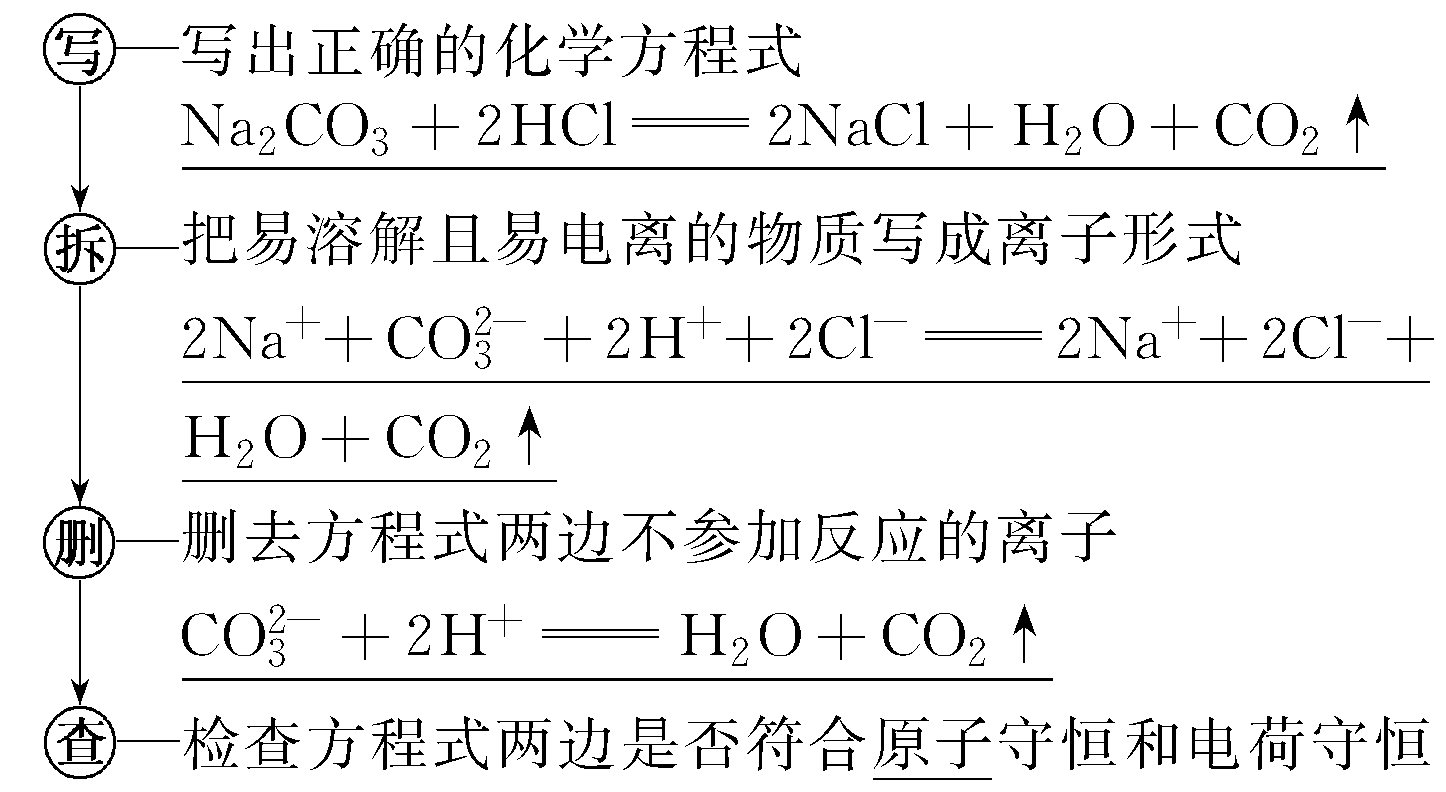 写 写出正确的化学方程式
Na₂CO₃ + 2HCl ══ 2NaCl + H₂O + CO₂ ↑
拆 把易溶解且易电离的物质写成离子形式
2Na⁺ + CO₃²⁻ + 2H⁺ + 2Cl⁻ ══ 2Na⁺ + 2Cl⁻ +
H₂O + CO₂ ↑
删 删去方程式两边不参加反应的离子
CO₃²⁻ + 2H⁺ ══ H₂O + CO₂ ↑
查 检查方程式两边是否符合原子守恒和电荷守恒